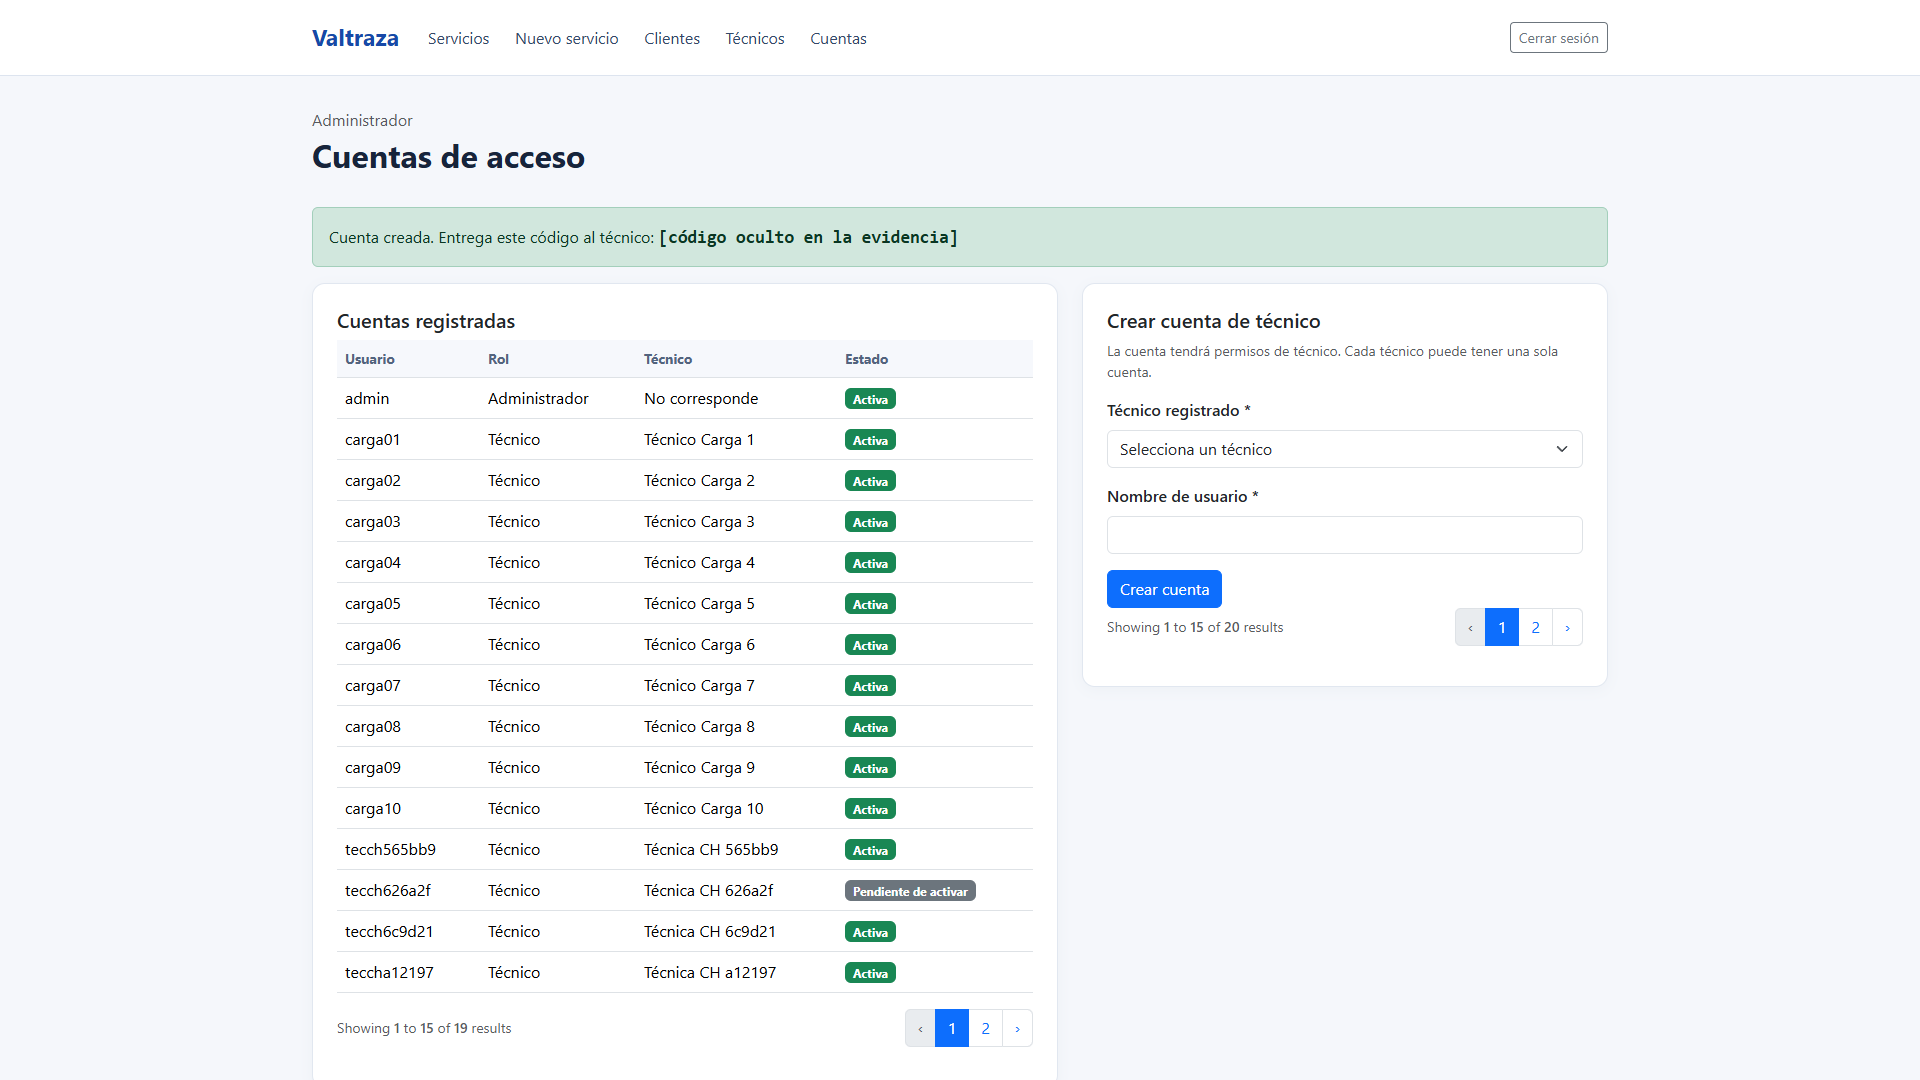 Valtraza Servicios Nuevo servicio Clientes Técnicos Cuentas Cerrar sesión
Administrador
Cuentas de acceso
Cuenta creada. Entrega este código al técnico: [código oculto en la evidencia]
Cuentas registradas
Usuario Rol Técnico Estado
admin Administrador No corresponde Activa
carga01 Técnico Técnico Carga 1 Activa
carga02 Técnico Técnico Carga 2 Activa
carga03 Técnico Técnico Carga 3 Activa
carga04 Técnico Técnico Carga 4 Activa
carga05 Técnico Técnico Carga 5 Activa
carga06 Técnico Técnico Carga 6 Activa
carga07 Técnico Técnico Carga 7 Activa
carga08 Técnico Técnico Carga 8 Activa
carga09 Técnico Técnico Carga 9 Activa
carga10 Técnico Técnico Carga 10 Activa
tecch565bb9 Técnico Técnica CH 565bb9 Activa
tecch626a2f Técnico Técnica CH 626a2f Pendiente de activar
tecch6c9d21 Técnico Técnica CH 6c9d21 Activa
teccha12197 Técnico Técnica CH a12197 Activa
Showing 1 to 15 of 19 results ‹ 1 2 ›
Crear cuenta de técnico
La cuenta tendrá permisos de técnico. Cada técnico puede tener una sola
cuenta.
Técnico registrado *
Selecciona un técnico
Nombre de usuario *
Crear cuenta
Showing 1 to 15 of 20 results ‹ 1 2 ›